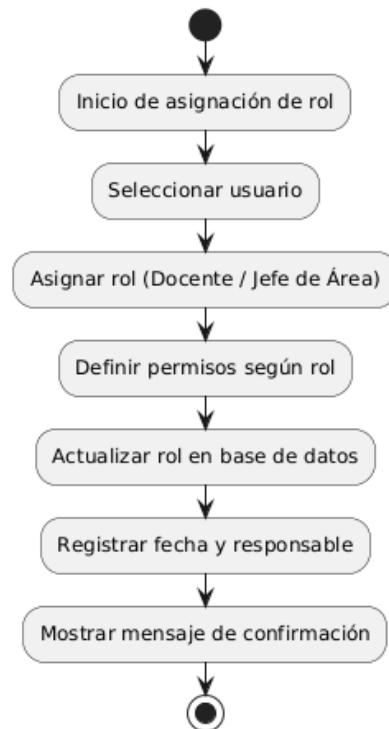 Inicio de asignación de rol
Seleccionar usuario
Asignar rol (Docente / Jefe de Área)
Definir permisos según rol
Actualizar rol en base de datos
Registrar fecha y responsable
Mostrar mensaje de confirmación